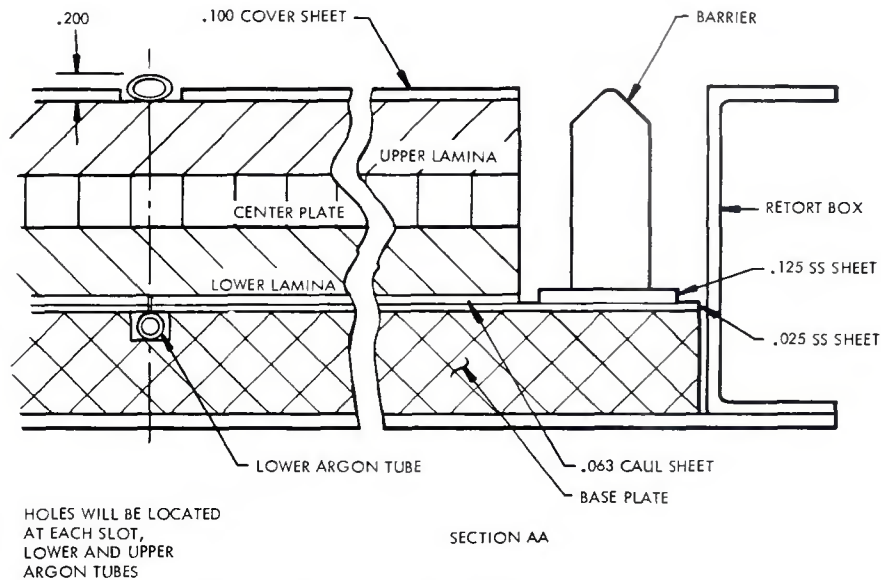 .200
.100 COVER SHEET
BARRIER
UPPER LAMINA
CENTER PLATE
RETORT BOX
.125 SS SHEET
LOWER LAMINA
.025 SS SHEET
LOWER ARGON TUBE
.063 CAUL SHEET
BASE PLATE
HOLES WILL BE LOCATED
AT EACH SLOT,
LOWER AND UPPER
ARGON TUBES
SECTION AA